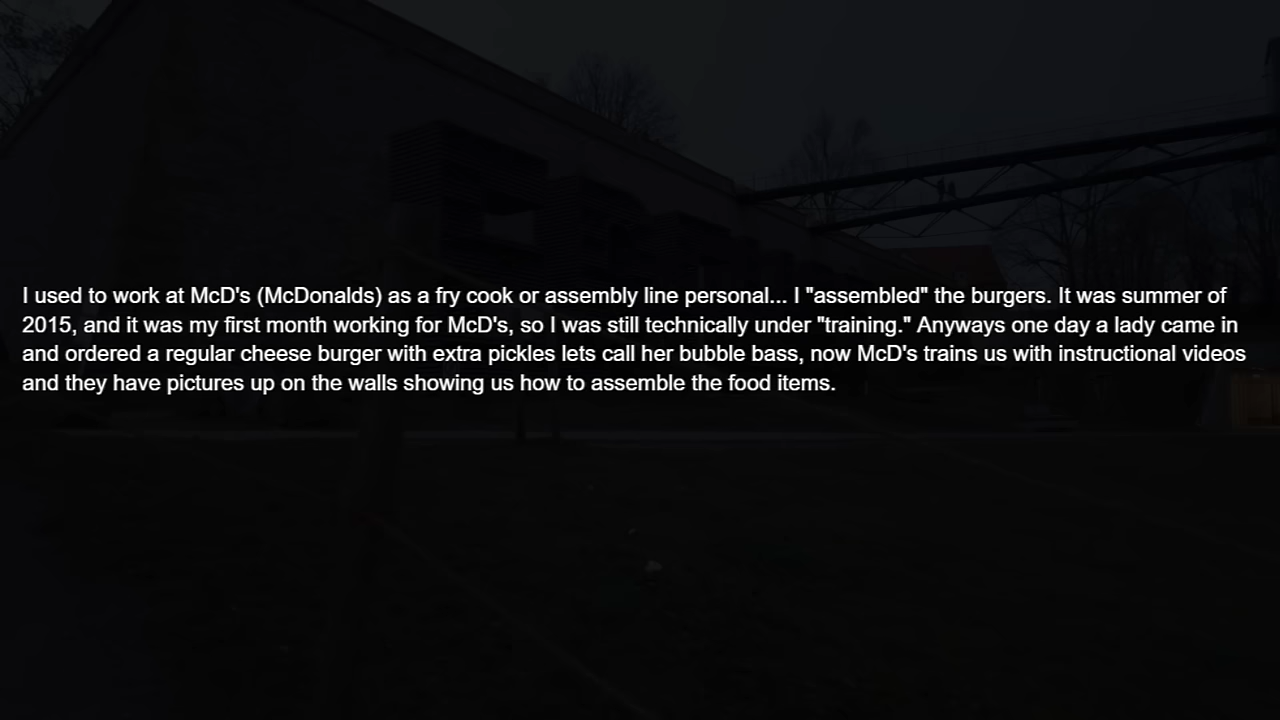 I used to work at McD's (McDonalds) as a fry cook or assembly line personal... I "assembled" the burgers. It was summer of
2015, and it was my first month working for McD's, so I was still technically under "training." Anyways one day a lady came in
and ordered a regular cheese burger with extra pickles lets call her bubble bass, now McD's trains us with instructional videos
and they have pictures up on the walls showing us how to assemble the food items.